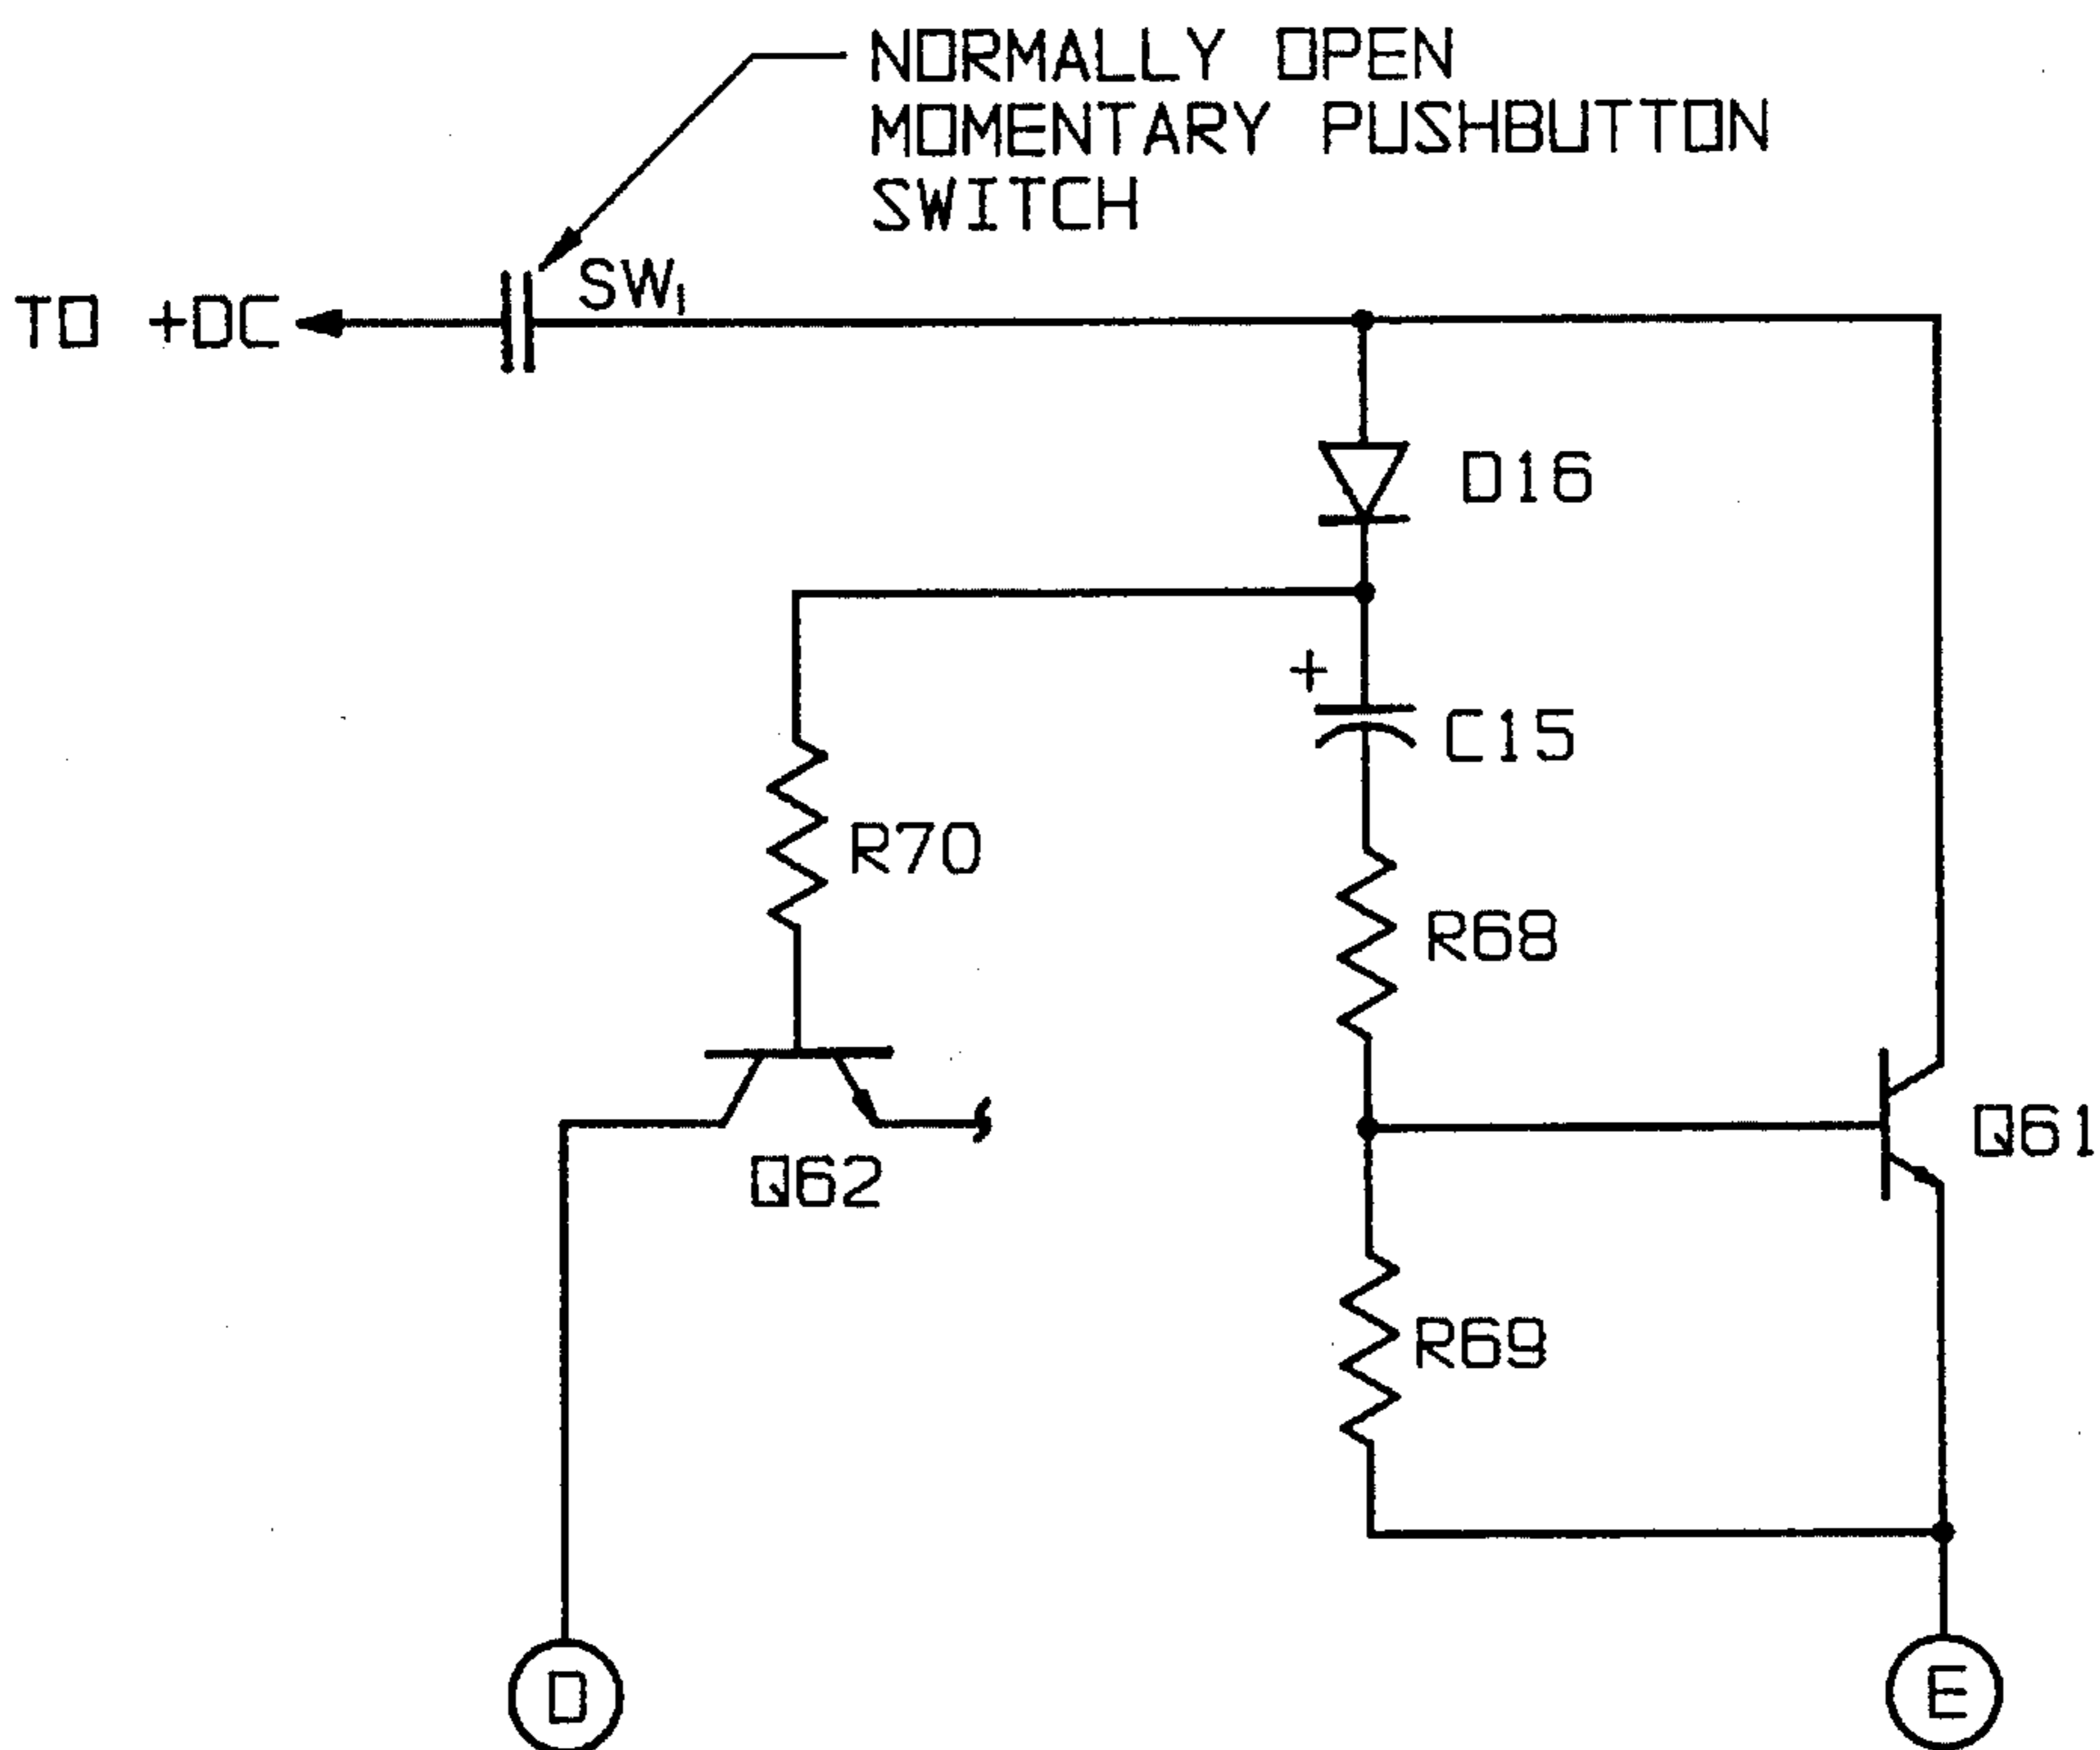 NORMALLY OPEN
MOMENTARY PUSHBUTTON
SWITCH
SW1
TO +DC
D16
+
C15
R70
R68
Q61
Q62
R69
D
E